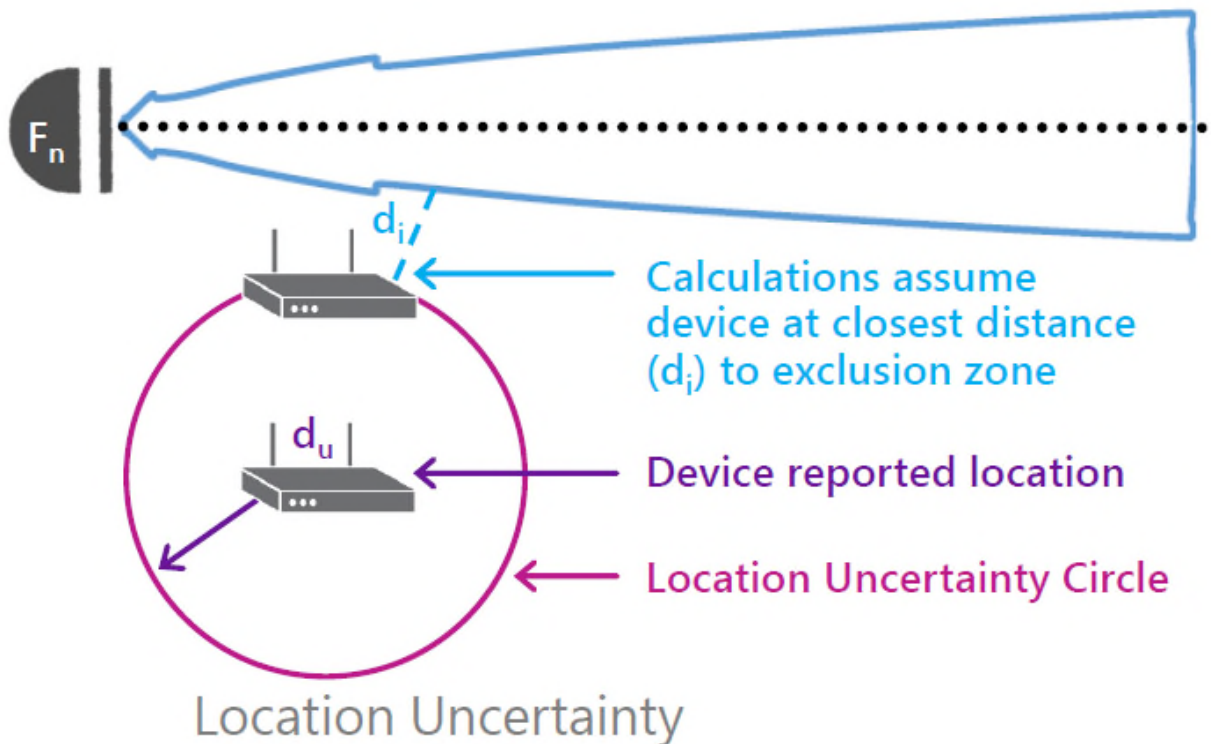 Fn
di
Calculations assume
device at closest distance
(di) to exclusion zone
du
Device reported location
Location Uncertainty Circle
Location Uncertainty